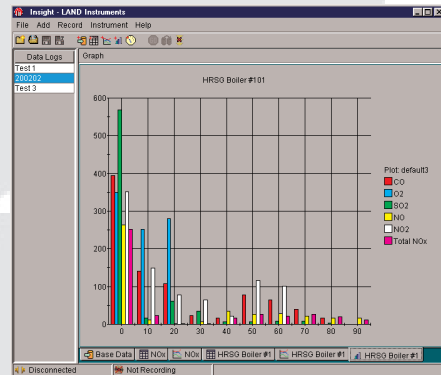 Insight - LAND Instruments
File Add Record Instrument Help
Data Logs
Graph
Test 1
200202
Test 3
HRSG Boiler #101
600
500
400
300
200
100
0
0 10 20 30 40 50 60 70 80 90
Plot: default3
CO
O2
SO2
NO
NO2
Total NOx
Base Data NOx NOx HRSG Boiler #1 HRSG Boiler #1 HRSG Boiler #1
Disconnected Not Recording